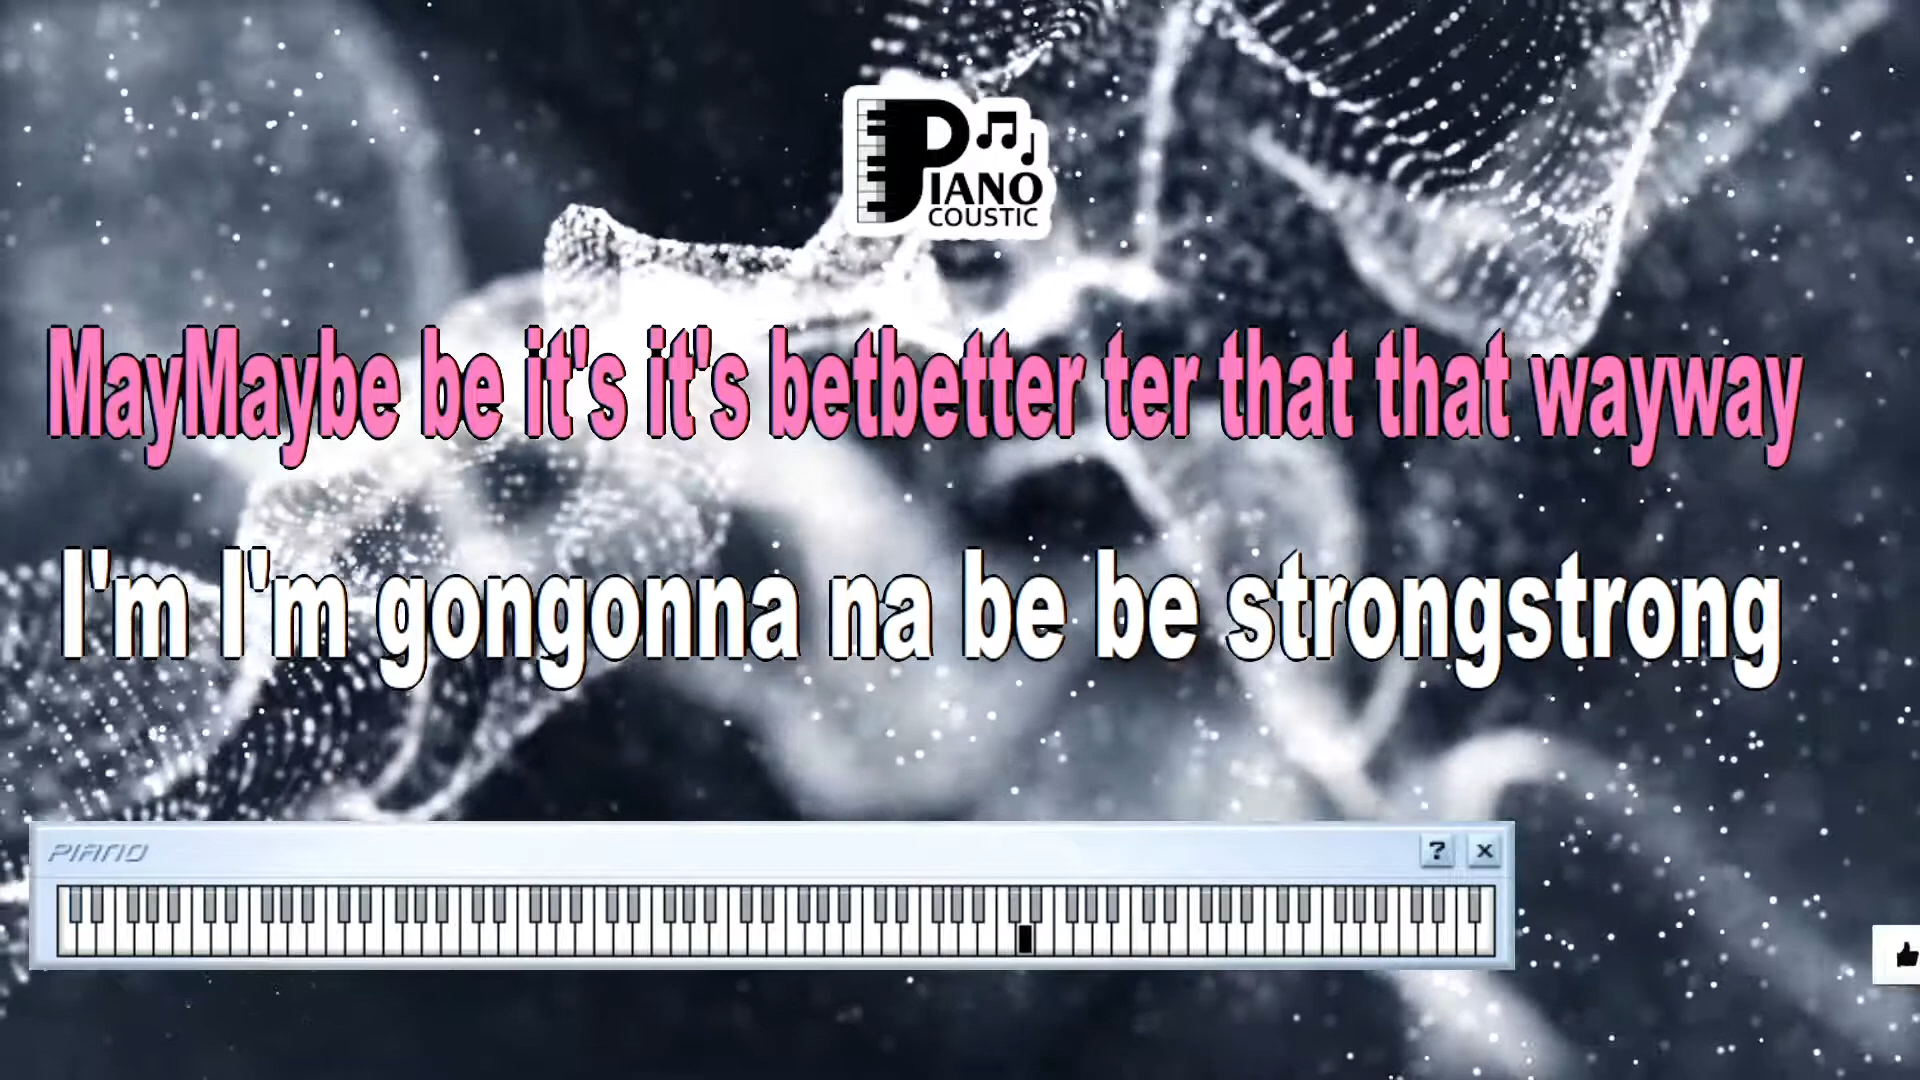 PIANO
COUSTIC
MayMaybe be it's it's betbetter ter that that wayway
I'm I'm gongonna na be be strongstrong
PIANO
? x